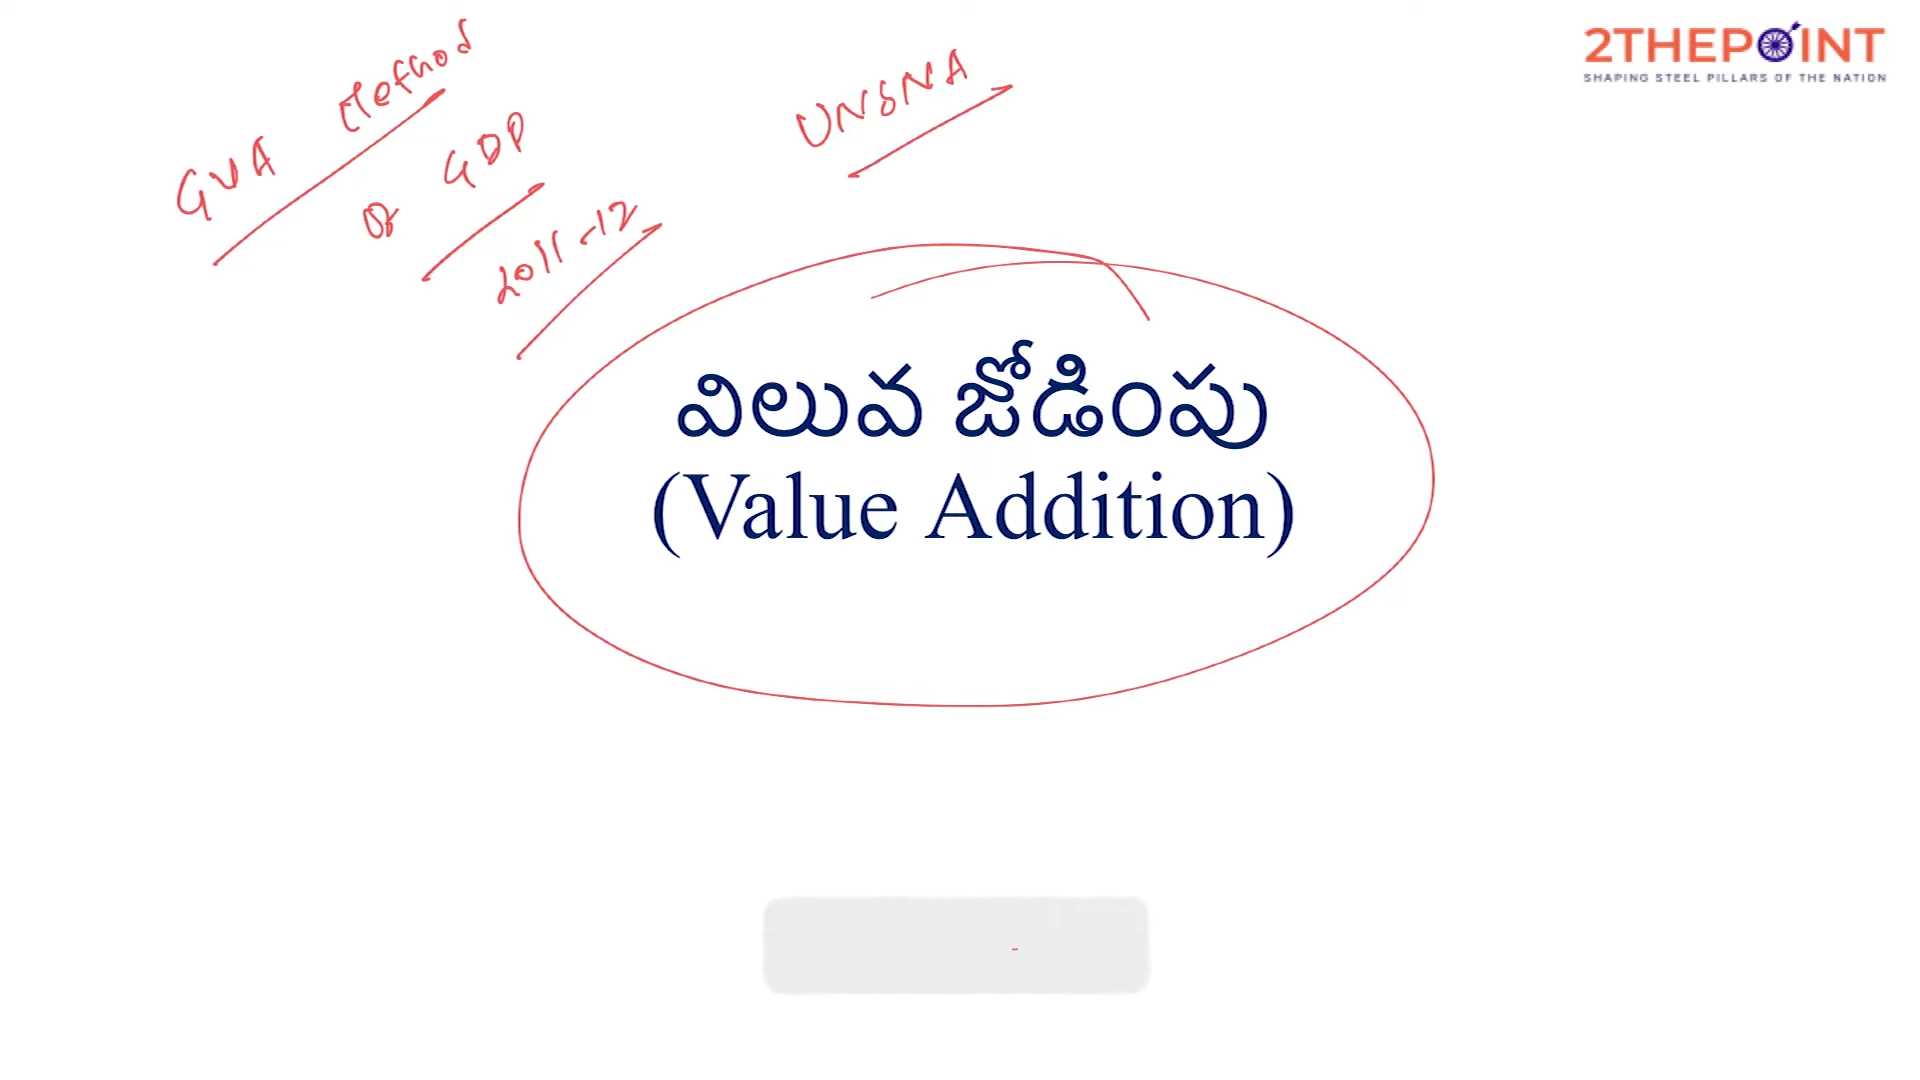 2THEPOINT
SHAPING STEEL PILLARS OF THE NATION
GVA Method
of GDP
2011-12
UNSNA
విలువ జోడింపు
(Value Addition)